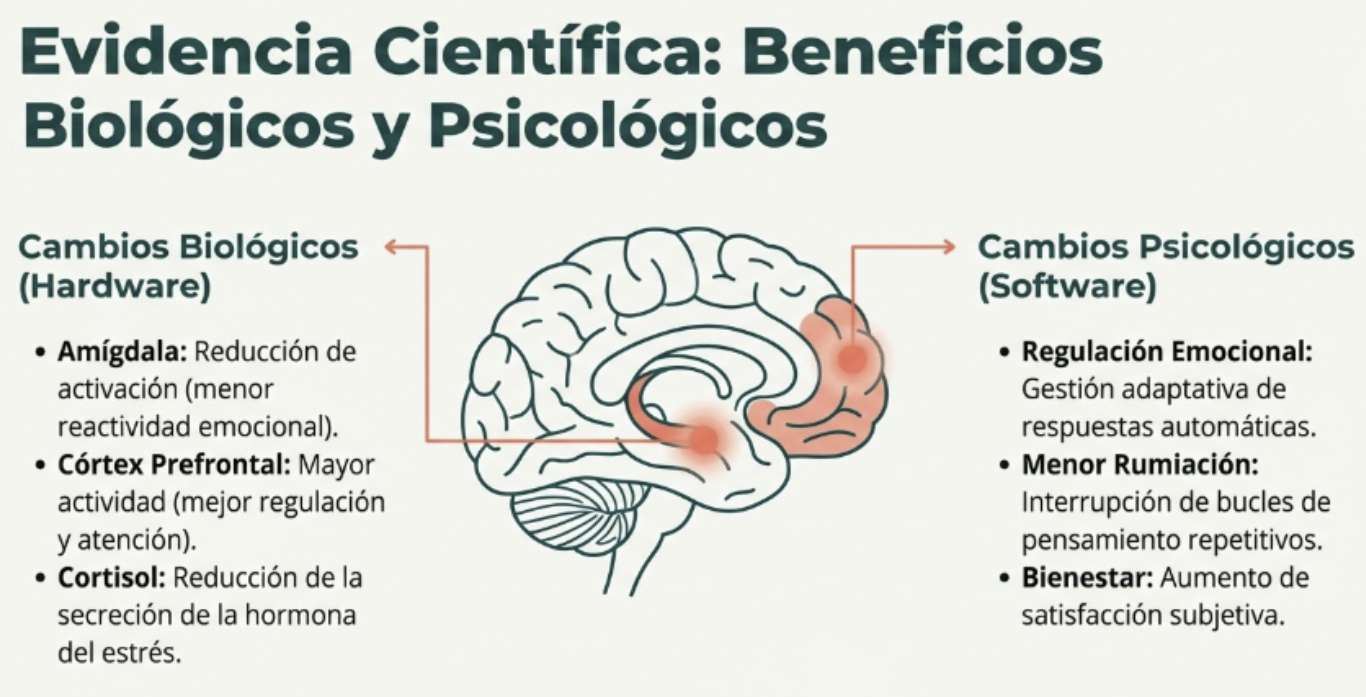 Evidencia Científica: Beneficios
Biológicos y Psicológicos
Cambios Biológicos
(Hardware)
• Amígdala: Reducción de
activación (menor
reactividad emocional).
• Córtex Prefrontal: Mayor
actividad (mejor regulación
y atención).
• Cortisol: Reducción de la
secreción de la hormona
del estrés.
Cambios Psicológicos
(Software)
• Regulación Emocional:
Gestión adaptativa de
respuestas automáticas.
• Menor Rumiación:
Interrupción de bucles de
pensamiento repetitivos.
• Bienestar: Aumento de
satisfacción subjetiva.